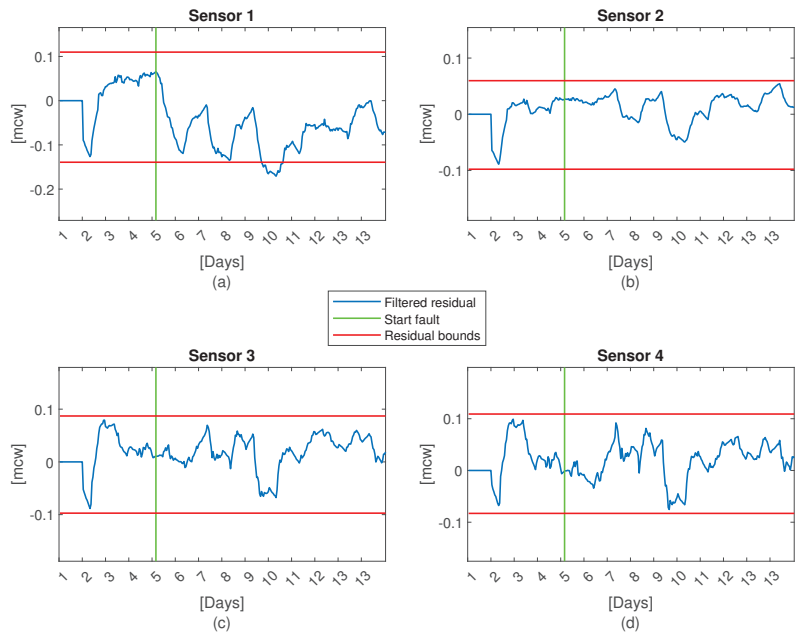 Sensor 1
[mcw]
0.1
0
-0.1
-0.2
1 2 3 4 5 6 7 8 9 10 11 12 13 13
[Days]
(a)
Sensor 2
[mcw]
0.1
0
-0.1
1 2 3 4 5 6 7 8 9 10 11 12 13 13
[Days]
(b)
Filtered residual
Start fault
Residual bounds
Sensor 3
[mcw]
0.1
0
-0.1
1 2 3 4 5 6 7 8 9 10 11 12 13 13
[Days]
(c)
Sensor 4
[mcw]
0.1
0
-0.1
1 2 3 4 5 6 7 8 9 10 11 12 13 13
[Days]
(d)